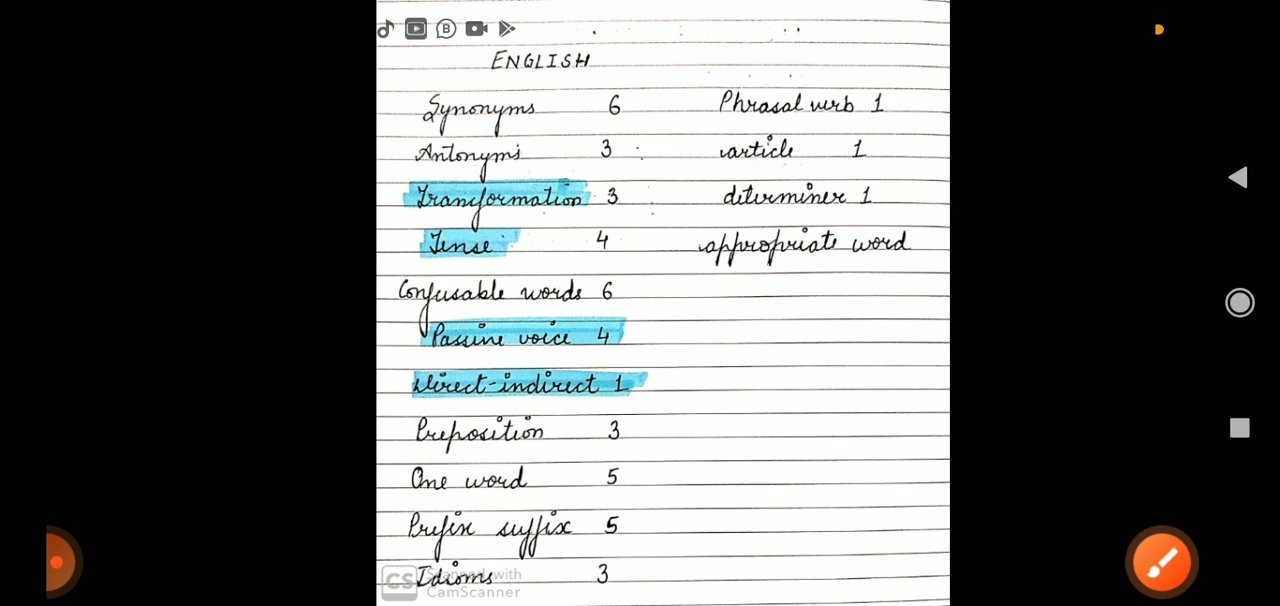 ENGLISH
Synonyms 6
Antonyms 3
Transformation 3
Tense 4
Confusable words 6
Passive voice 4
Direct-indirect 1
Preposition 3
One word 5
Prefix suffix 5
Idioms 3
Phrasal verb 1
article 1
determiner 1
appropriate word
CS Scanned with
CamScanner